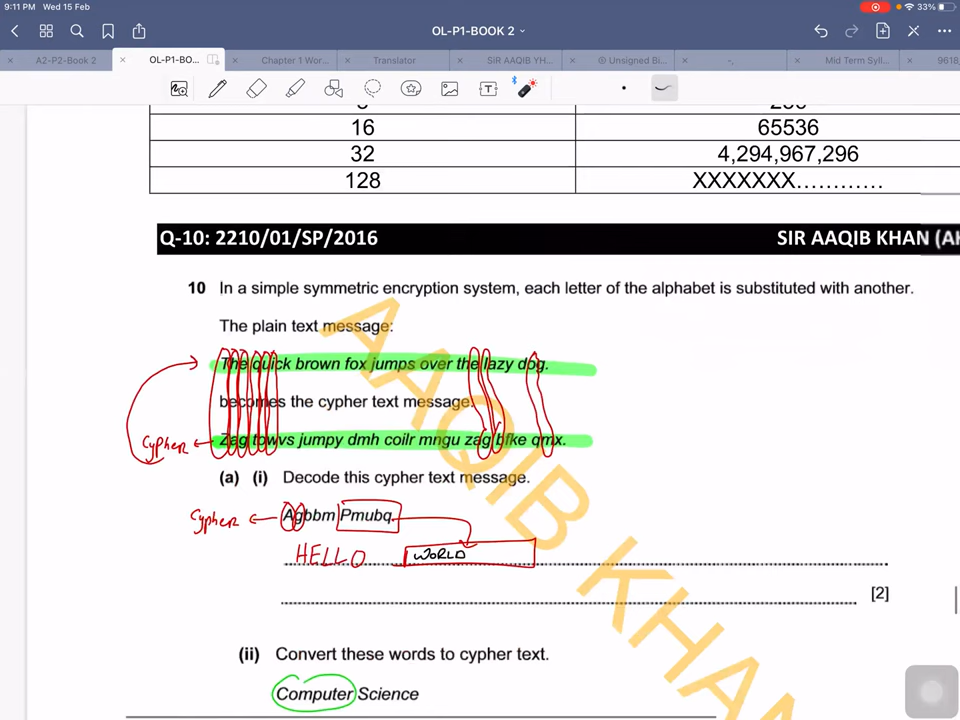 9:11 PM Wed 15 Feb
33%
OL-P1-BOOK 2
A2-P2-Book 2
OL-P1-BO...
Chapter 1 Wor...
Translator
SiR AAQIB YH...
Unsigned Bi...
Mid Term Syll...
9618
16 65536
32 4,294,967,296
128 XXXXXXX............
Q-10: 2210/01/SP/2016 SIR AAQIB KHAN (A
10 In a simple symmetric encryption system, each letter of the alphabet is substituted with another.
The plain text message:
The quick brown fox jumps over the lazy dog.
becomes the cypher text message.
Cypher
Zag towvs jumpy dmh coilr mngu zag bfke qmx.
(a) (i) Decode this cypher text message.
Cypher
Agbbm Pmubq.
HELLO WORLD
[2]
(ii) Convert these words to cypher text.
Computer Science
AAQIB KHAN